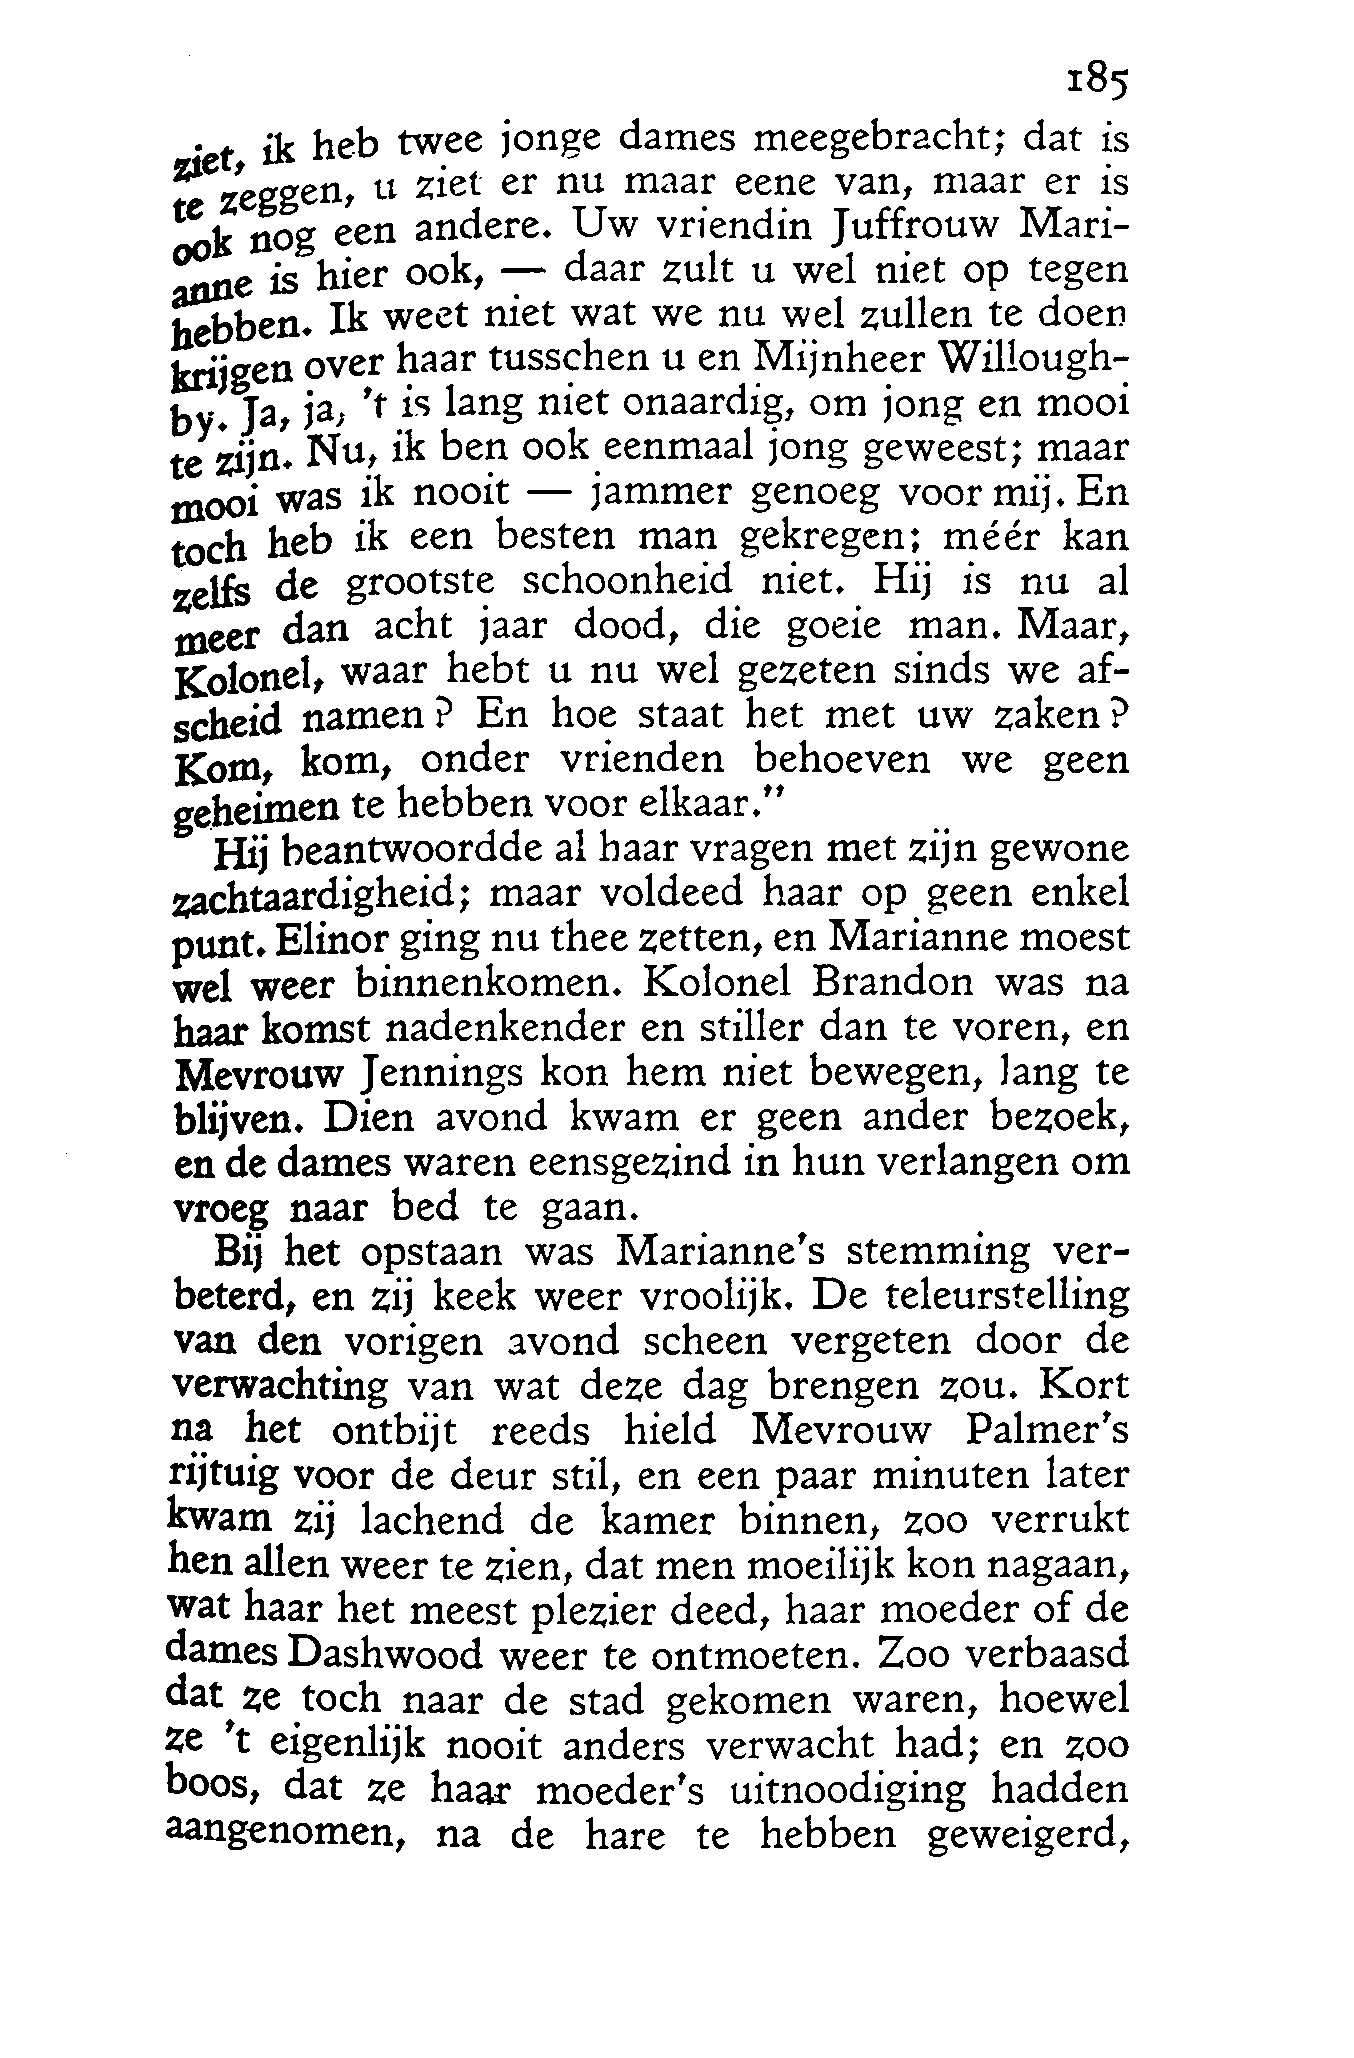 185
ziet, ik heb twee jonge dames meegebracht; dat is
te zeggen, u ziet er nu maar eene van, maar er is
ook nog een andere. Uw vriendin Juffrouw Mari-
anne is hier ook, — daar zult u wel niet op tegen
hebben. Ik weet niet wat we nu wel zullen te doen
krijgen over haar tusschen u en Mijnheer Willough-
by. Ja, ja, 't is lang niet onaardig, om jong en mooi
te zijn. Nu, ik ben ook eenmaal jong geweest; maar
mooi was ik nooit — jammer genoeg voor mij. En
toch heb ik een besten man gekregen; méér kan
zelfs de grootste schoonheid niet. Hij is nu al
meer dan acht jaar dood, die goeie man. Maar,
Kolonel, waar hebt u nu wel gezeten sinds we af-
scheid namen? En hoe staat het met uw zaken?
Kom, kom, onder vrienden behoeven we geen
geheimen te hebben voor elkaar."
Hij beantwoordde al haar vragen met zijn gewone
zachtaardigheid; maar voldeed haar op geen enkel
punt. Elinor ging nu thee zetten, en Marianne moest
wel weer binnenkomen. Kolonel Brandon was na
haar komst nadenkender en stiller dan te voren, en
Mevrouw Jennings kon hem niet bewegen, lang te
blijven. Dien avond kwam er geen ander bezoek,
en de dames waren eensgezind in hun verlangen om
vroeg naar bed te gaan.
Bij het opstaan was Marianne's stemming ver-
beterd, en zij keek weer vroolijk. De teleurstelling
van den vorigen avond scheen vergeten door de
verwachting van wat deze dag brengen zou. Kort
na het ontbijt reeds hield Mevrouw Palmer's
rijtuig voor de deur stil, en een paar minuten later
kwam zij lachend de kamer binnen, zoo verrukt
hen allen weer te zien, dat men moeilijk kon nagaan,
wat haar het meest plezier deed, haar moeder of de
dames Dashwood weer te ontmoeten. Zoo verbaasd
dat ze toch naar de stad gekomen waren, hoewel
ze 't eigenlijk nooit anders verwacht had; en zoo
boos, dat ze haar moeder's uitnoodiging hadden
aangenomen, na de hare te hebben geweigerd,